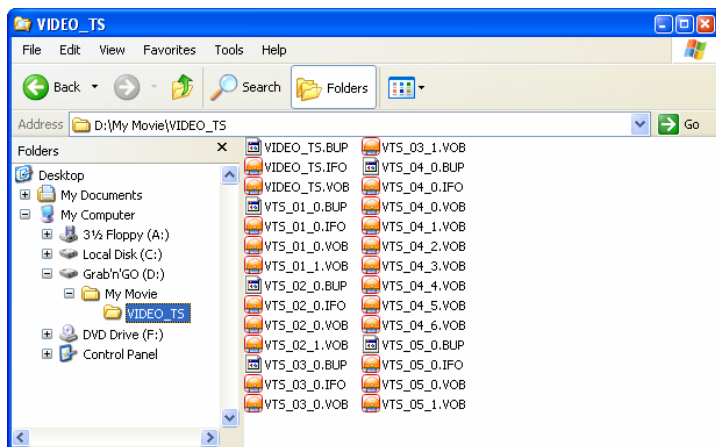 VIDEO_TS
File Edit View Favorites Tools Help
Back Search Folders
Address D:\My Movie\VIDEO_TS Go
Folders
Desktop
My Documents
My Computer
3½ Floppy (A:)
Local Disk (C:)
Grab'n'GO (D:)
My Movie
VIDEO_TS
DVD Drive (F:)
Control Panel
VIDEO_TS.BUP
VIDEO_TS.IFO
VIDEO_TS.VOB
VTS_01_0.BUP
VTS_01_0.IFO
VTS_01_0.VOB
VTS_01_1.VOB
VTS_02_0.BUP
VTS_02_0.IFO
VTS_02_0.VOB
VTS_02_1.VOB
VTS_03_0.BUP
VTS_03_0.IFO
VTS_03_0.VOB
VTS_03_1.VOB
VTS_04_0.BUP
VTS_04_0.IFO
VTS_04_0.VOB
VTS_04_1.VOB
VTS_04_2.VOB
VTS_04_3.VOB
VTS_04_4.VOB
VTS_04_5.VOB
VTS_04_6.VOB
VTS_05_0.BUP
VTS_05_0.IFO
VTS_05_0.VOB
VTS_05_1.VOB